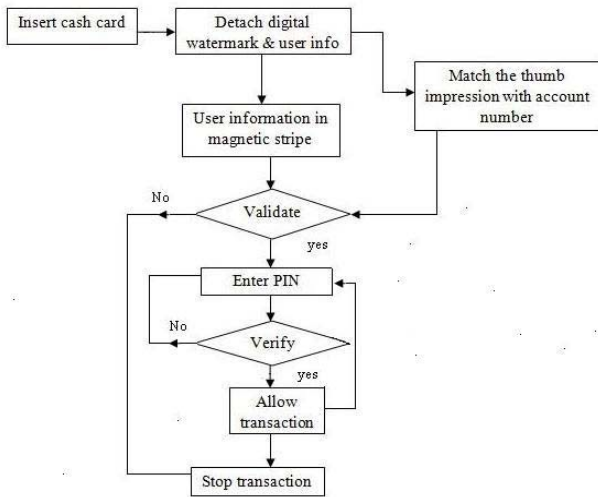 Insert cash card
Detach digital
watermark & user info
Match the thumb
impression with account
number
User information in
magnetic stripe
No
Validate
yes
Enter PIN
No
Verify
yes
Allow
transaction
Stop transaction